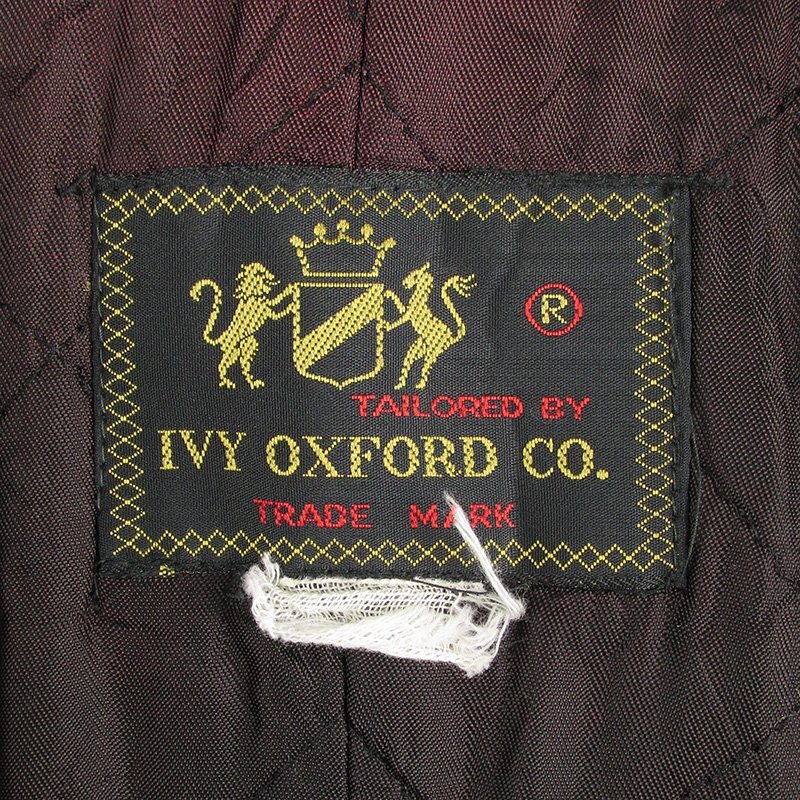 ®
TAILORED BY
IVY OXFORD CO.
TRADE MARK